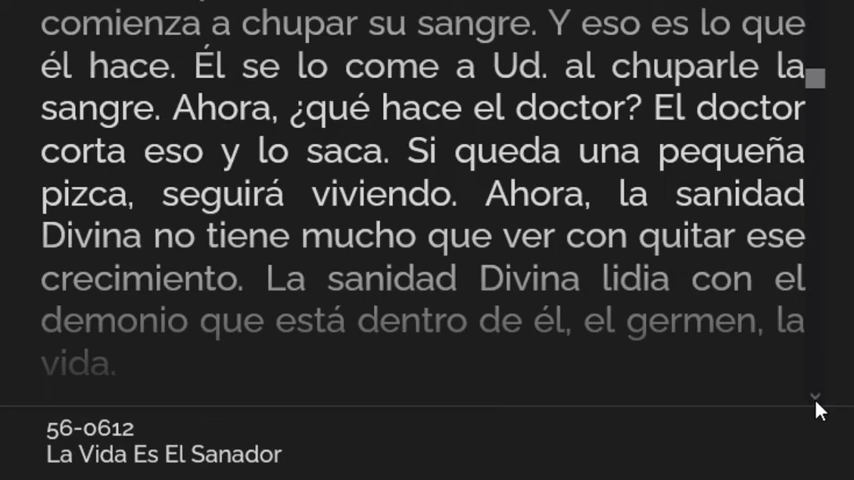 comienza a chupar su sangre. Y eso es lo que
él hace. Él se lo come a Ud. al chuparle la
sangre. Ahora, ¿qué hace el doctor? El doctor
corta eso y lo saca. Si queda una pequeña
pizca, seguirá viviendo. Ahora, la sanidad
Divina no tiene mucho que ver con quitar ese
crecimiento. La sanidad Divina lidia con el
demonio que está dentro de él, el germen, la
vida.
56-0612
La Vida Es El Sanador